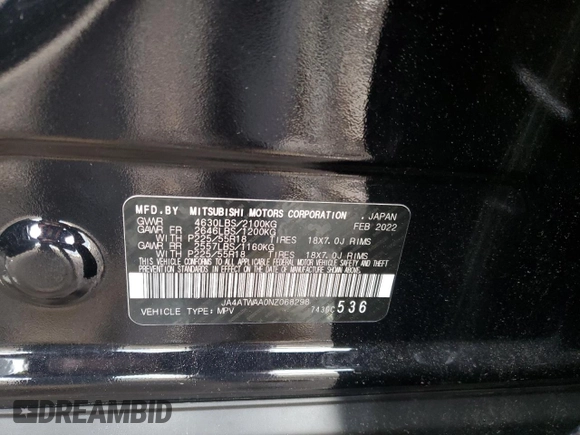 MFD.BY MITSUBISHI MOTORS CORPORATION . JAPAN
GWVR 4630LBS/2100KG FEB 2022
GAWR FR 2646LBS/1200KG
WITH P225/55R18 TIRES 18X7.0J RIMS
GAWR RR 2557LBS/1160KG
WITH P225/55R18 TIRES 18X7.0J RIMS
THIS VEHICLE CONFORMS TO ALL APPLICABLE FEDERAL MOTOR VEHICLE SAFETY, BUMPER, AND THEFT PREVENTION STANDARDS IN EFFECT ON THE DATE OF MANUFACTURE SHOWN ABOVE.
JA4ATWAA0NZ068298
VEHICLE TYPE: MPV 536
DREAMBID